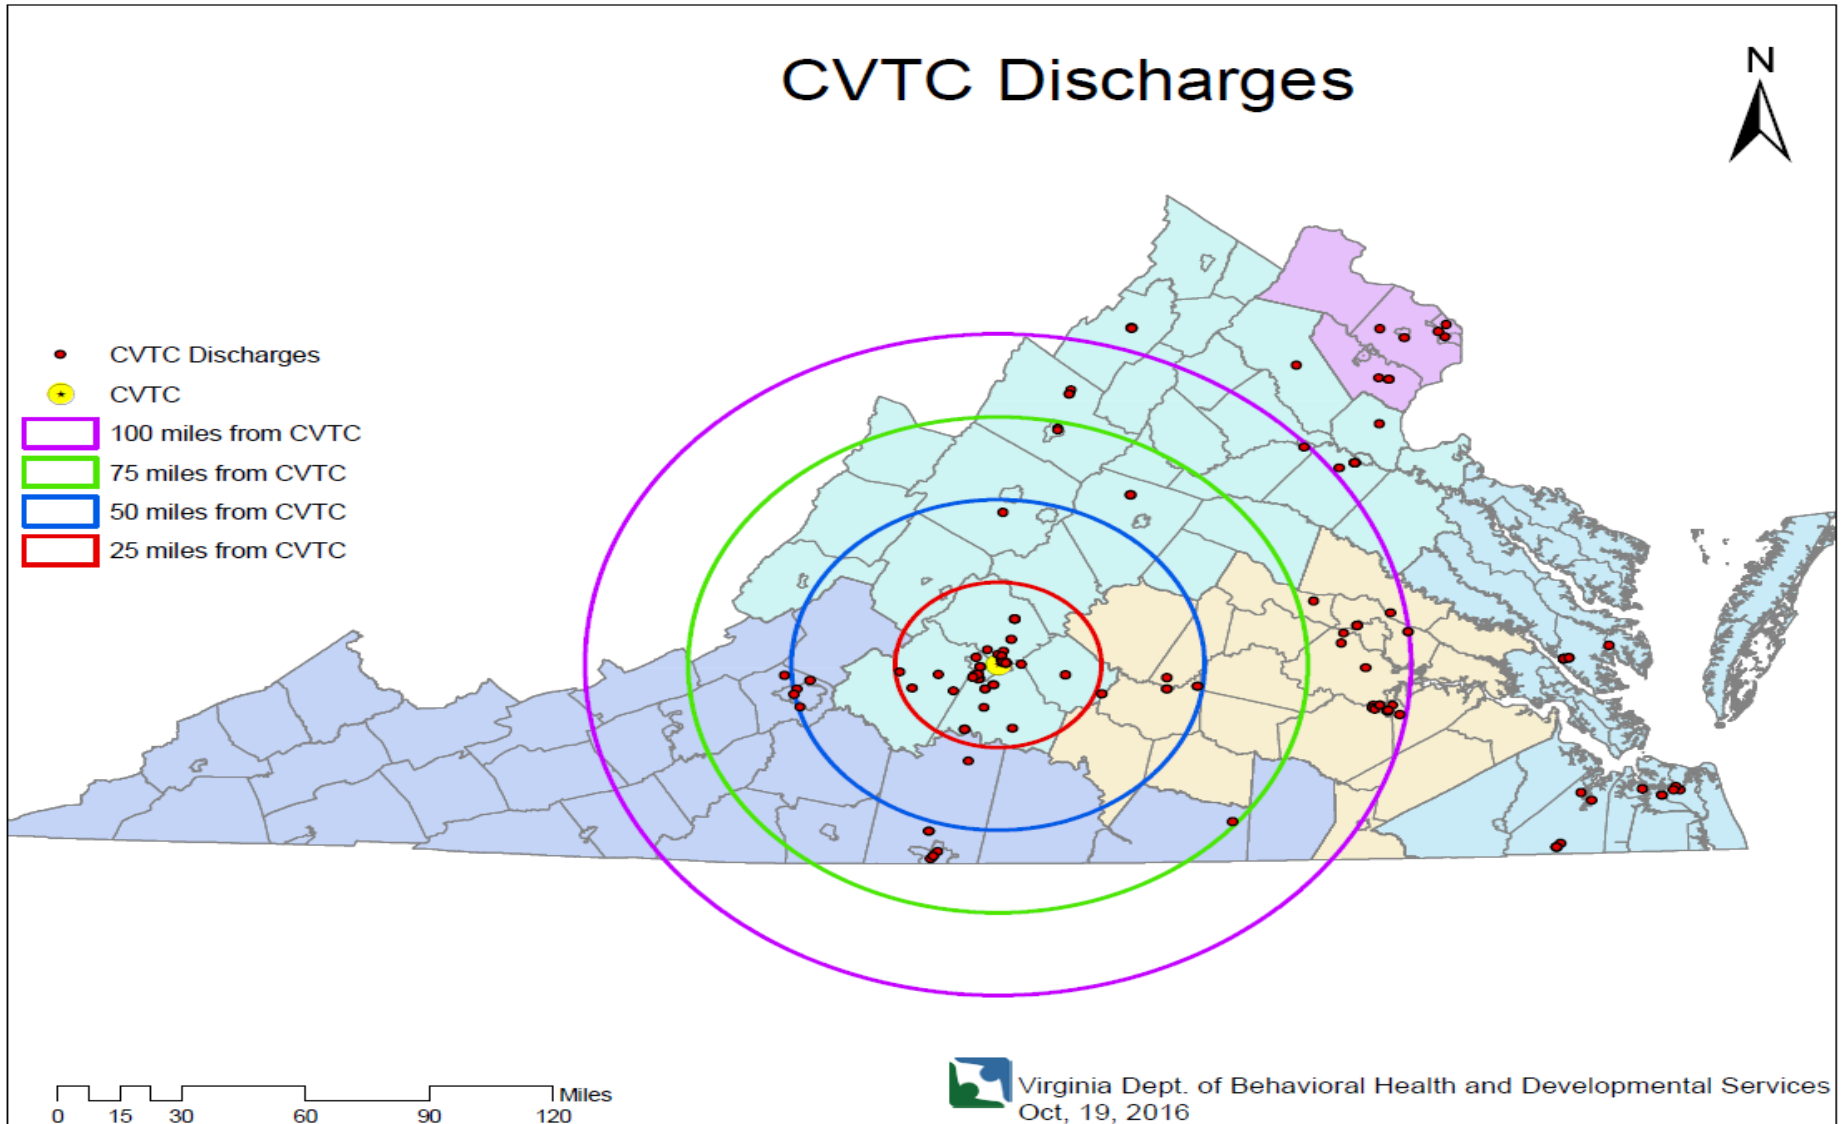 CVTC Discharges
N
CVTC Discharges
CVTC
100 miles from CVTC
75 miles from CVTC
50 miles from CVTC
25 miles from CVTC
Miles
0 15 30 60 90 120
Virginia Dept. of Behavioral Health and Developmental Services
Oct, 19, 2016